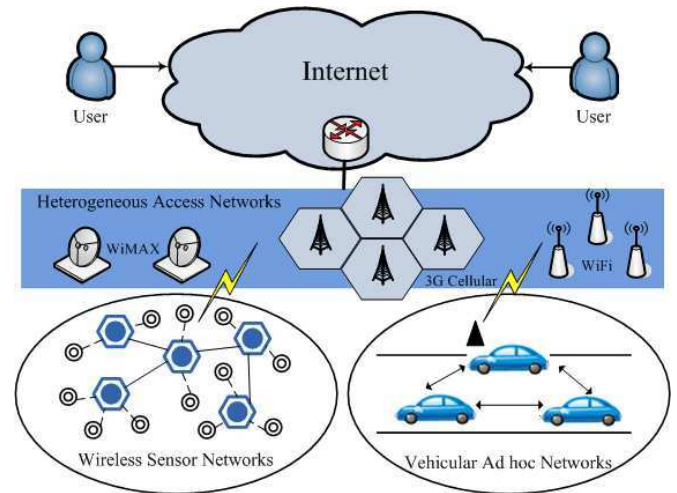 Internet
User
User
Heterogeneous Access Networks
WiMAX
WiFi
3G Cellular
Wireless Sensor Networks
Vehicular Ad hoc Networks